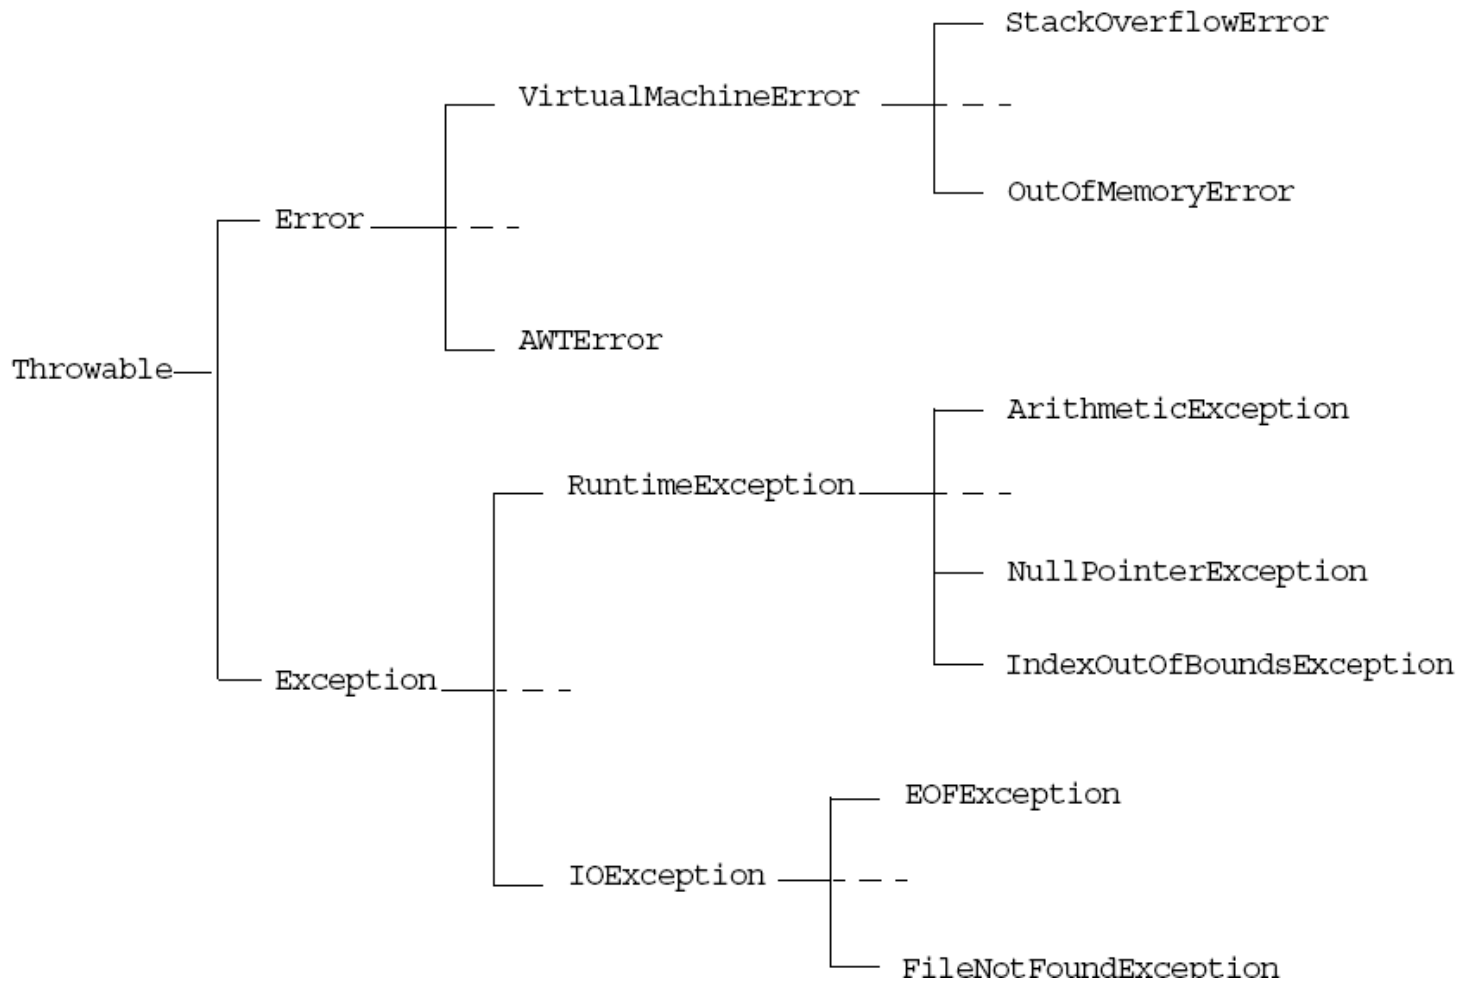 StackOverflowError
VirtualMachineError
OutOfMemoryError
Error
AWTError
Throwable
ArithmeticException
RuntimeException
NullPointerException
IndexOutOfBoundsException
Exception
EOFException
IOException
FileNotFoundException